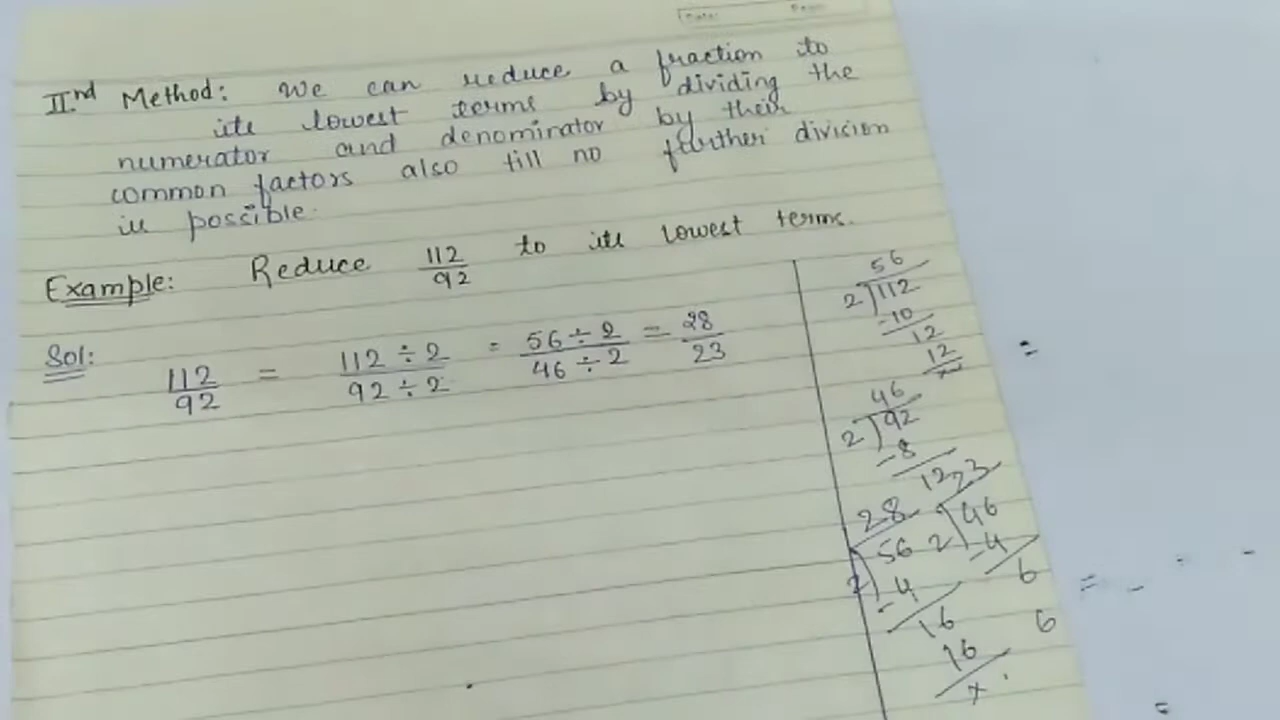 IInd Method: We can reduce a fraction to
its lowest terms by dividing the
numerator and denominator by their
common factors also till no further division
is possible.
Example: Reduce 112/92 to its lowest terms.
Sol: 112/92 = 112 ÷ 2/92 ÷ 2 = 56 ÷ 2/46 ÷ 2 = 28/23
56
2)112
-10
12
12
x
46
2)92
-8
12
23
2)46
-4
6
6
28
2)56
-4
16
16
x
=
=
=